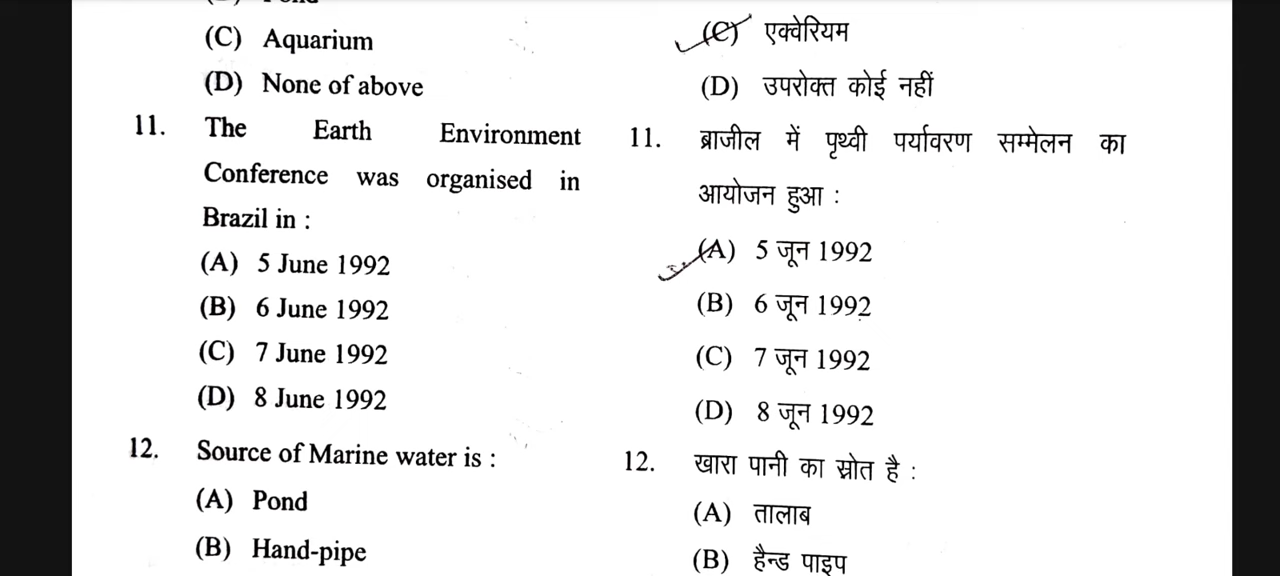 (C) Aquarium
(D) None of above
11. The Earth Environment
Conference was organised in
Brazil in :
(A) 5 June 1992
(B) 6 June 1992
(C) 7 June 1992
(D) 8 June 1992
12. Source of Marine water is :
(A) Pond
(B) Hand-pipe
(C) एक्वेरियम
(D) उपरोक्त कोई नहीं
11. ब्राजील में पृथ्वी पर्यावरण सम्मेलन का
आयोजन हुआ :
(A) 5 जून 1992
(B) 6 जून 1992
(C) 7 जून 1992
(D) 8 जून 1992
12. खारा पानी का स्रोत है :
(A) तालाब
(B) हैन्ड पाइप